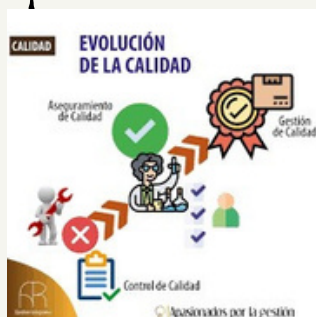 CALIDAD
EVOLUCIÓN
DE LA CALIDAD
Aseguramiento
de Calidad
Gestión
de Calidad
Control de Calidad
Apasionados por la gestión